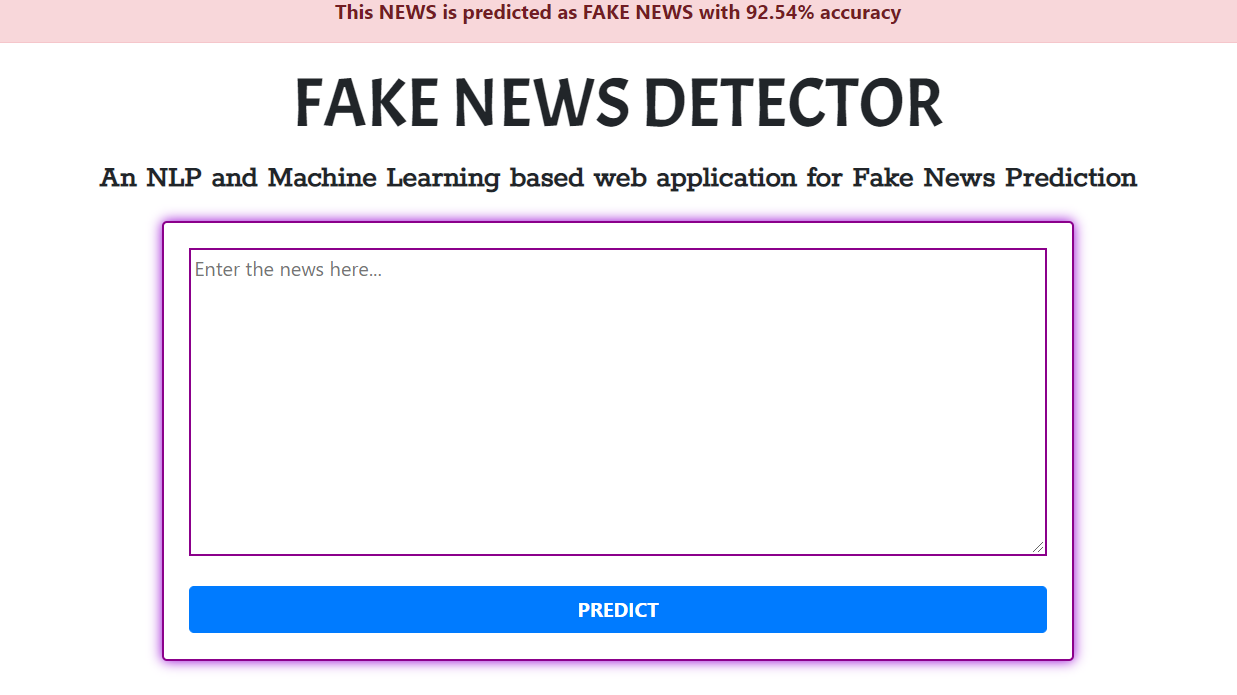 This NEWS is predicted as FAKE NEWS with 92.54% accuracy
FAKE NEWS DETECTOR
An NLP and Machine Learning based web application for Fake News Prediction
Enter the news here...
PREDICT